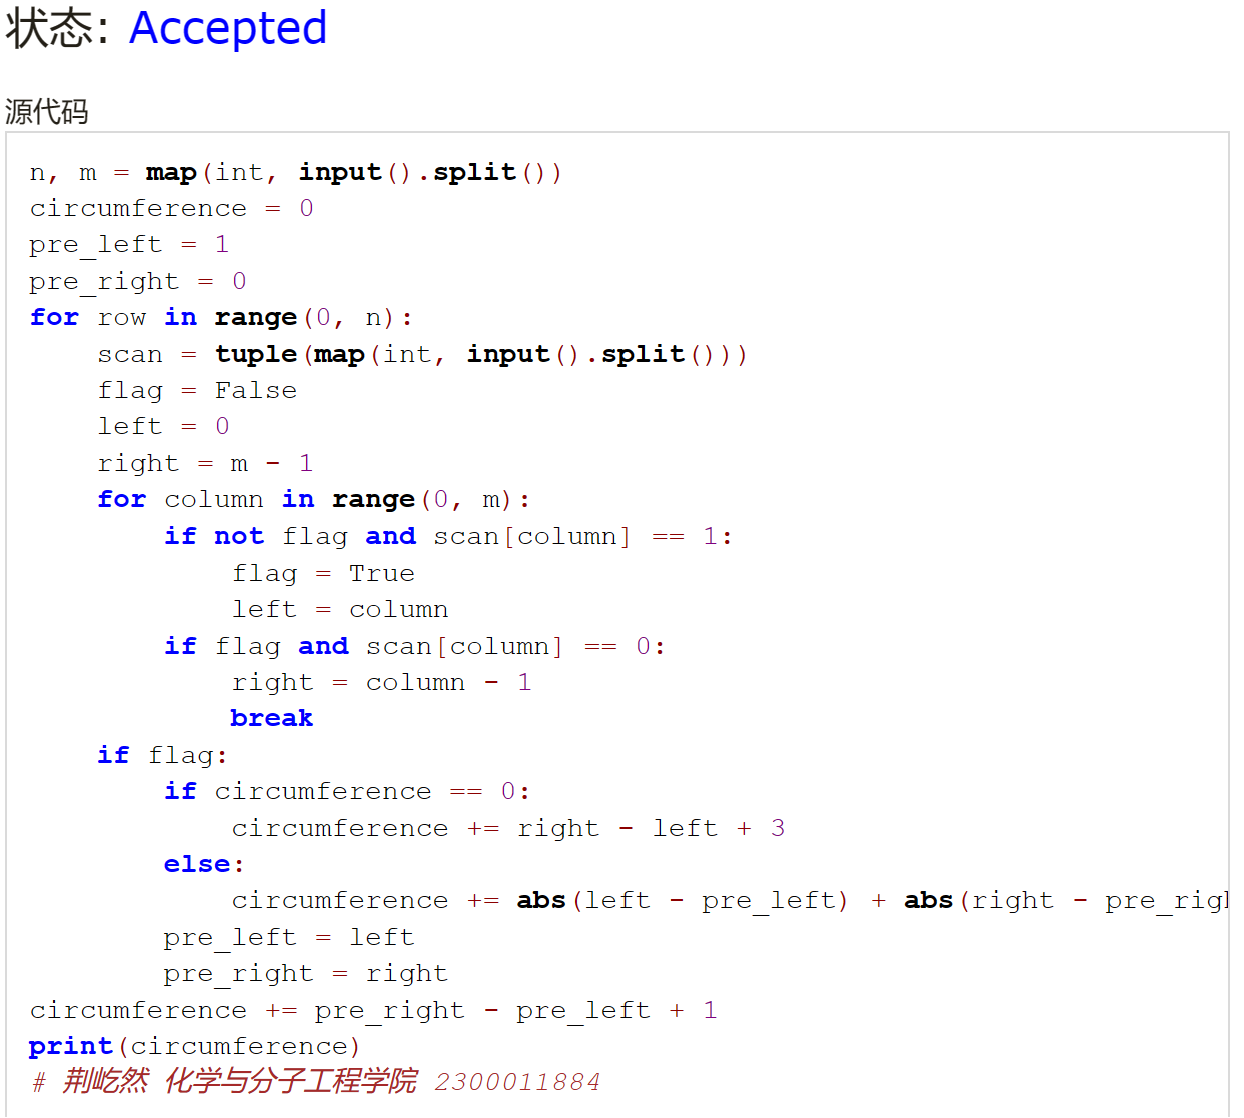 状态: Accepted
源代码
n, m = map(int, input().split())
circumference = 0
pre_left = 1
pre_right = 0
for row in range(0, n):
    scan = tuple(map(int, input().split()))
    flag = False
    left = 0
    right = m - 1
    for column in range(0, m):
        if not flag and scan[column] == 1:
            flag = True
            left = column
        if flag and scan[column] == 0:
            right = column - 1
            break
    if flag:
        if circumference == 0:
            circumference += right - left + 3
        else:
            circumference += abs(left - pre_left) + abs(right - pre_rig
        pre_left = left
        pre_right = right
circumference += pre_right - pre_left + 1
print(circumference)
# 荆屹然 化学与分子工程学院 2300011884